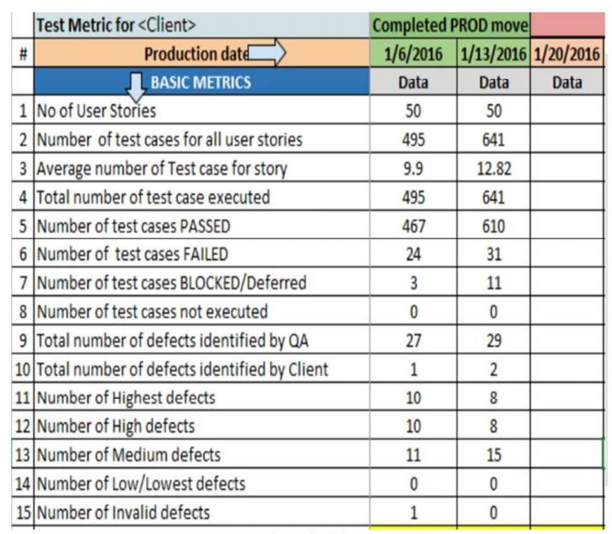 Test Metric for <Client> Completed PROD move
# Production date 1/6/2016 1/13/2016 1/20/2016
BASIC METRICS Data Data Data
1 No of User Stories 50 50
2 Number of test cases for all user stories 495 641
3 Average number of Test case for story 9.9 12.82
4 Total number of test case executed 495 641
5 Number of test cases PASSED 467 610
6 Number of test cases FAILED 24 31
7 Number of test cases BLOCKED/Deferred 3 11
8 Number of test cases not executed 0 0
9 Total number of defects identified by QA 27 29
10 Total number of defects identified by Client 1 2
11 Number of Highest defects 10 8
12 Number of High defects 10 8
13 Number of Medium defects 11 15
14 Number of Low/Lowest defects 0 0
15 Number of Invalid defects 1 0